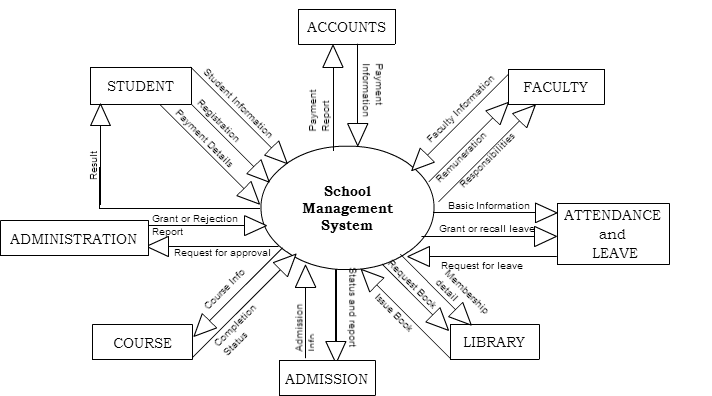 ACCOUNTS
STUDENT
FACULTY
Student Information
Registration
Payment Details
Payment
Report
Payment
Information
Faculty Information
Remuneration
Responsibilities
Result
School
Management
System
Grant or Rejection
Report
Request for approval
ADMINISTRATION
Basic Information
Grant or recall leave
Request for leave
ATTENDANCE
and
LEAVE
Course Info
Completion
Status
COURSE
Admission
Info
Status and report
ADMISSION
Request Book
Issue Book
Membership
detail
LIBRARY